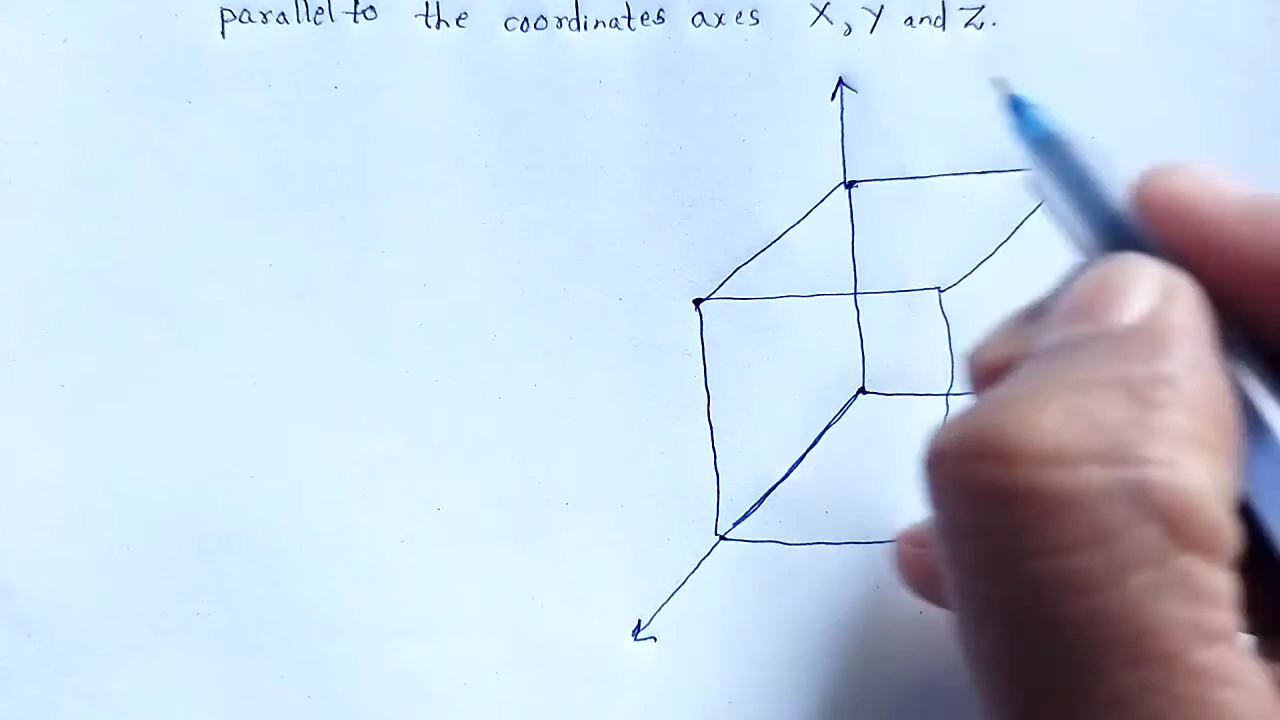 parallel to the coordinates axes X, Y and Z.